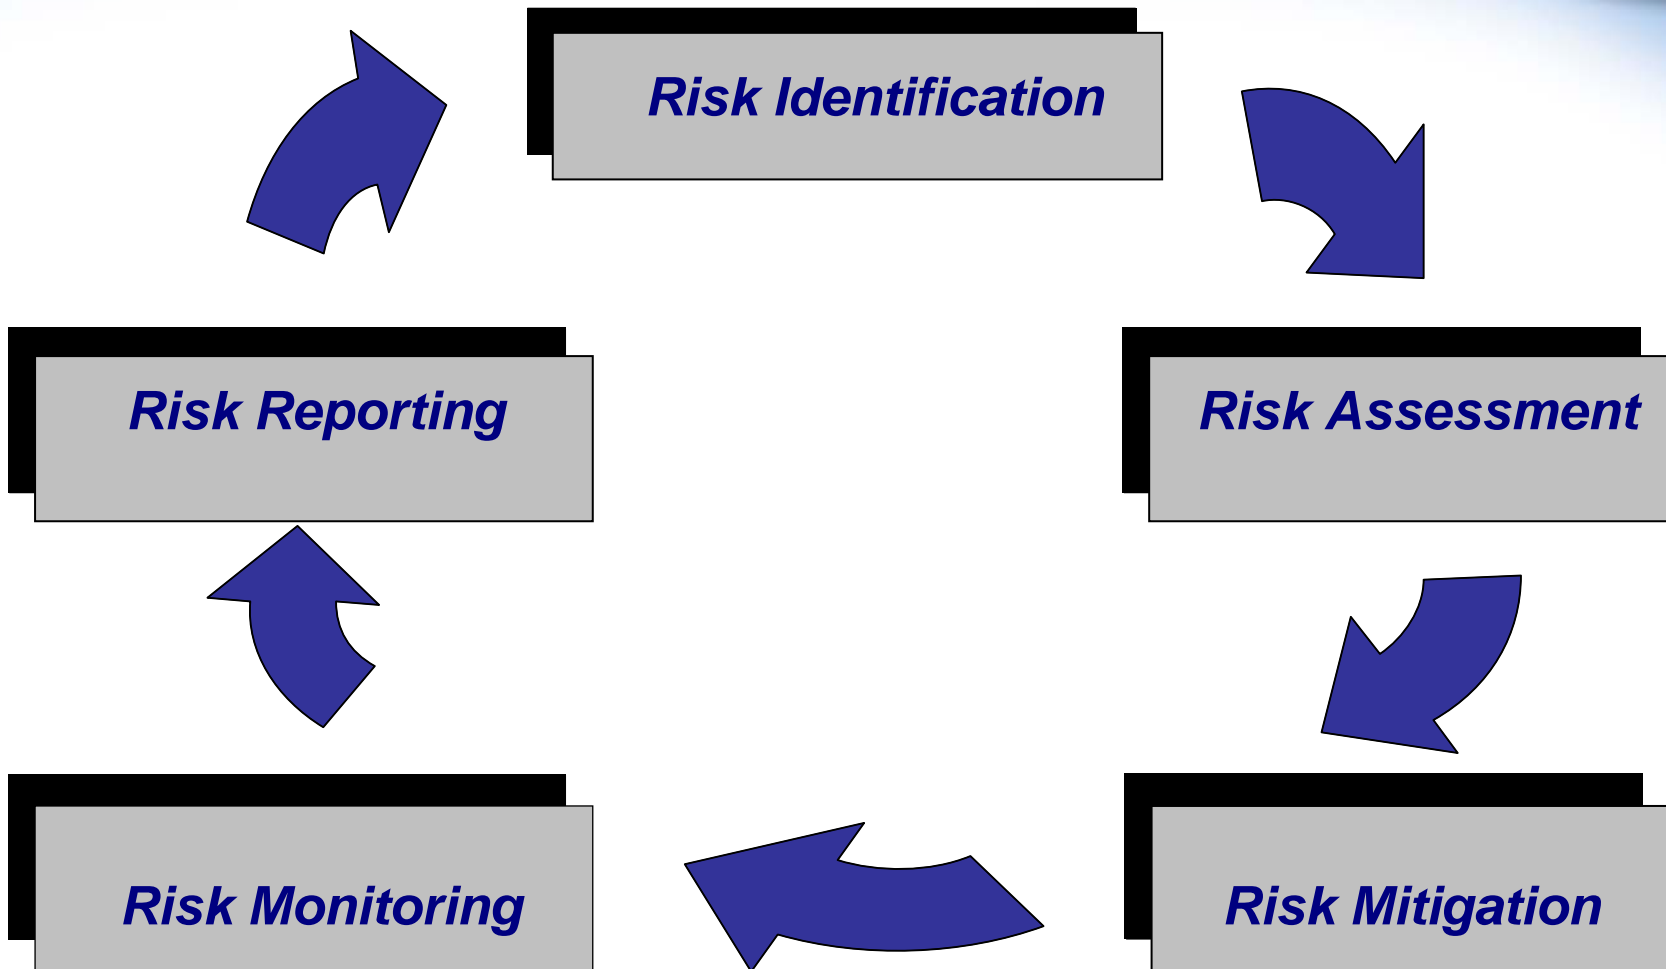 Risk Identification
Risk Reporting
Risk Assessment
Risk Monitoring
Risk Mitigation